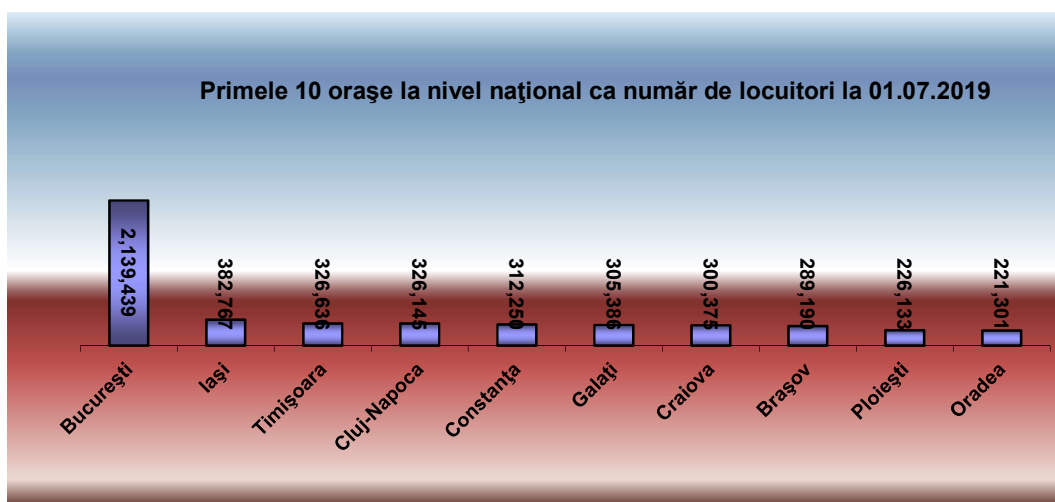 Primele 10 oraşe la nivel naţional ca număr de locuitori la 01.07.2019
2,139,439
382,767
326,636
326,145
312,250
305,386
300,375
289,190
226,133
221,301
Bucureşti
Iaşi
Timişoara
Cluj-Napoca
Constanţa
Galaţi
Craiova
Braşov
Ploieşti
Oradea